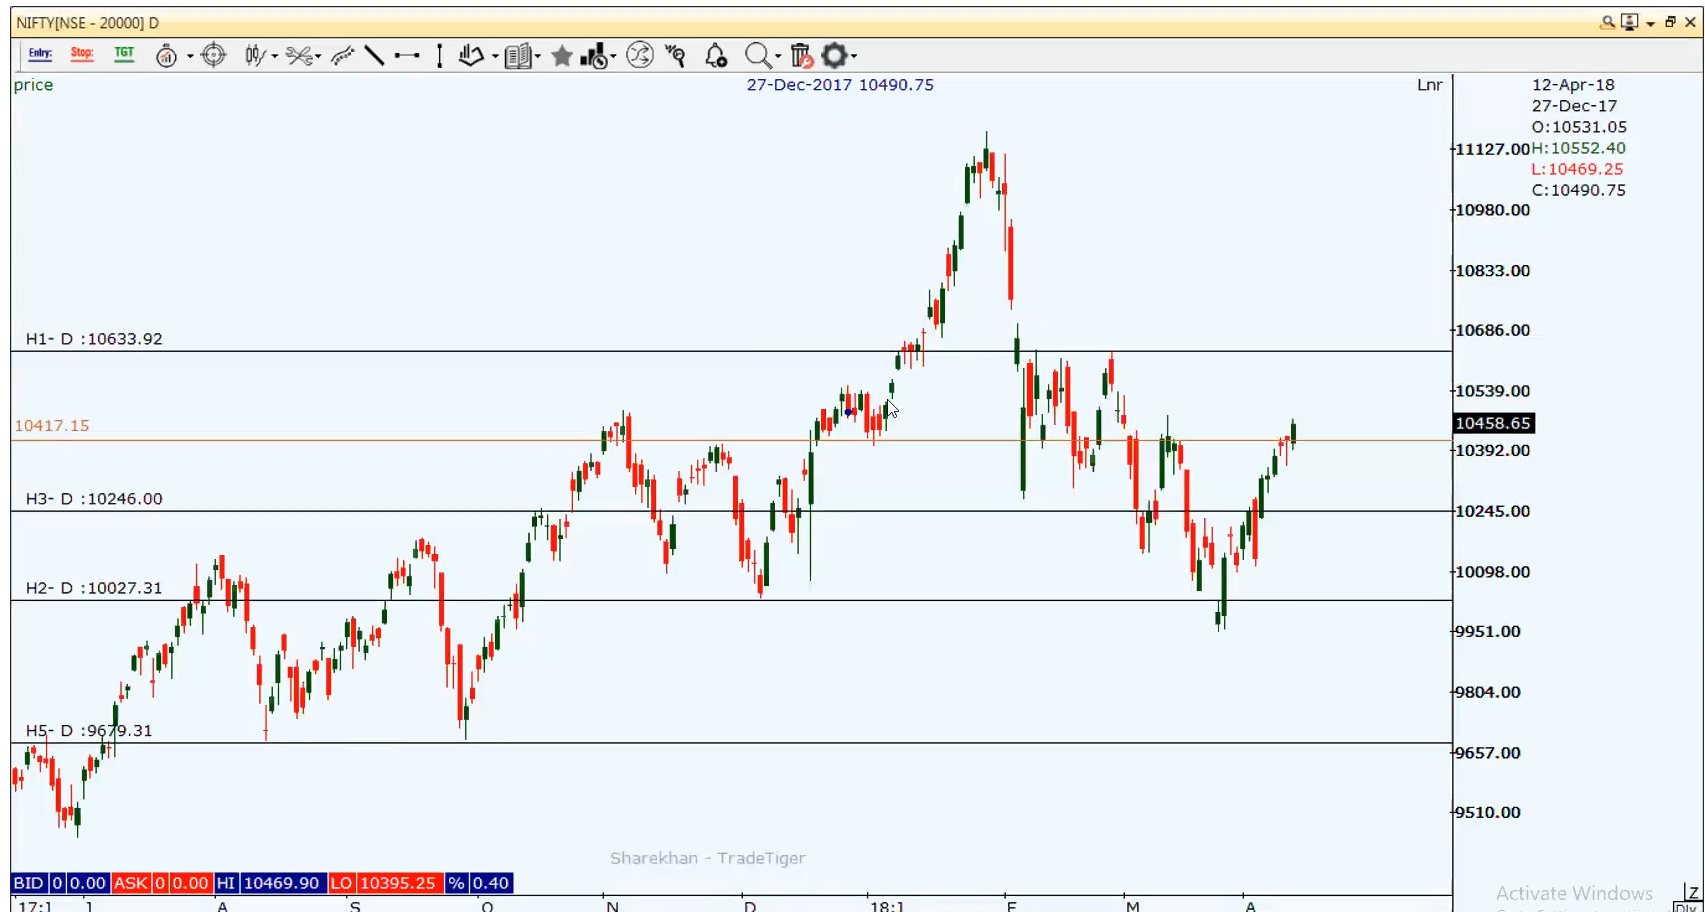 NIFTY[NSE - 20000] D
Entry: Stop: TGT
price
27-Dec-2017 10490.75
Lnr
12-Apr-18
27-Dec-17
O:10531.05
H:10552.40
L:10469.25
C:10490.75
11127.00
10980.00
10833.00
10686.00
10539.00
10458.65
10392.00
10245.00
10098.00
9951.00
9804.00
9657.00
9510.00
H1- D :10633.92
10417.15
H3- D :10246.00
H2- D :10027.31
H5- D :9679.31
Sharekhan - TradeTiger
BID 0 0.00 ASK 0 0.00 HI 10469.90 LO 10395.25 % 0.40
Activate Windows
Z
17:1 J A S O N D 18:1 F M A